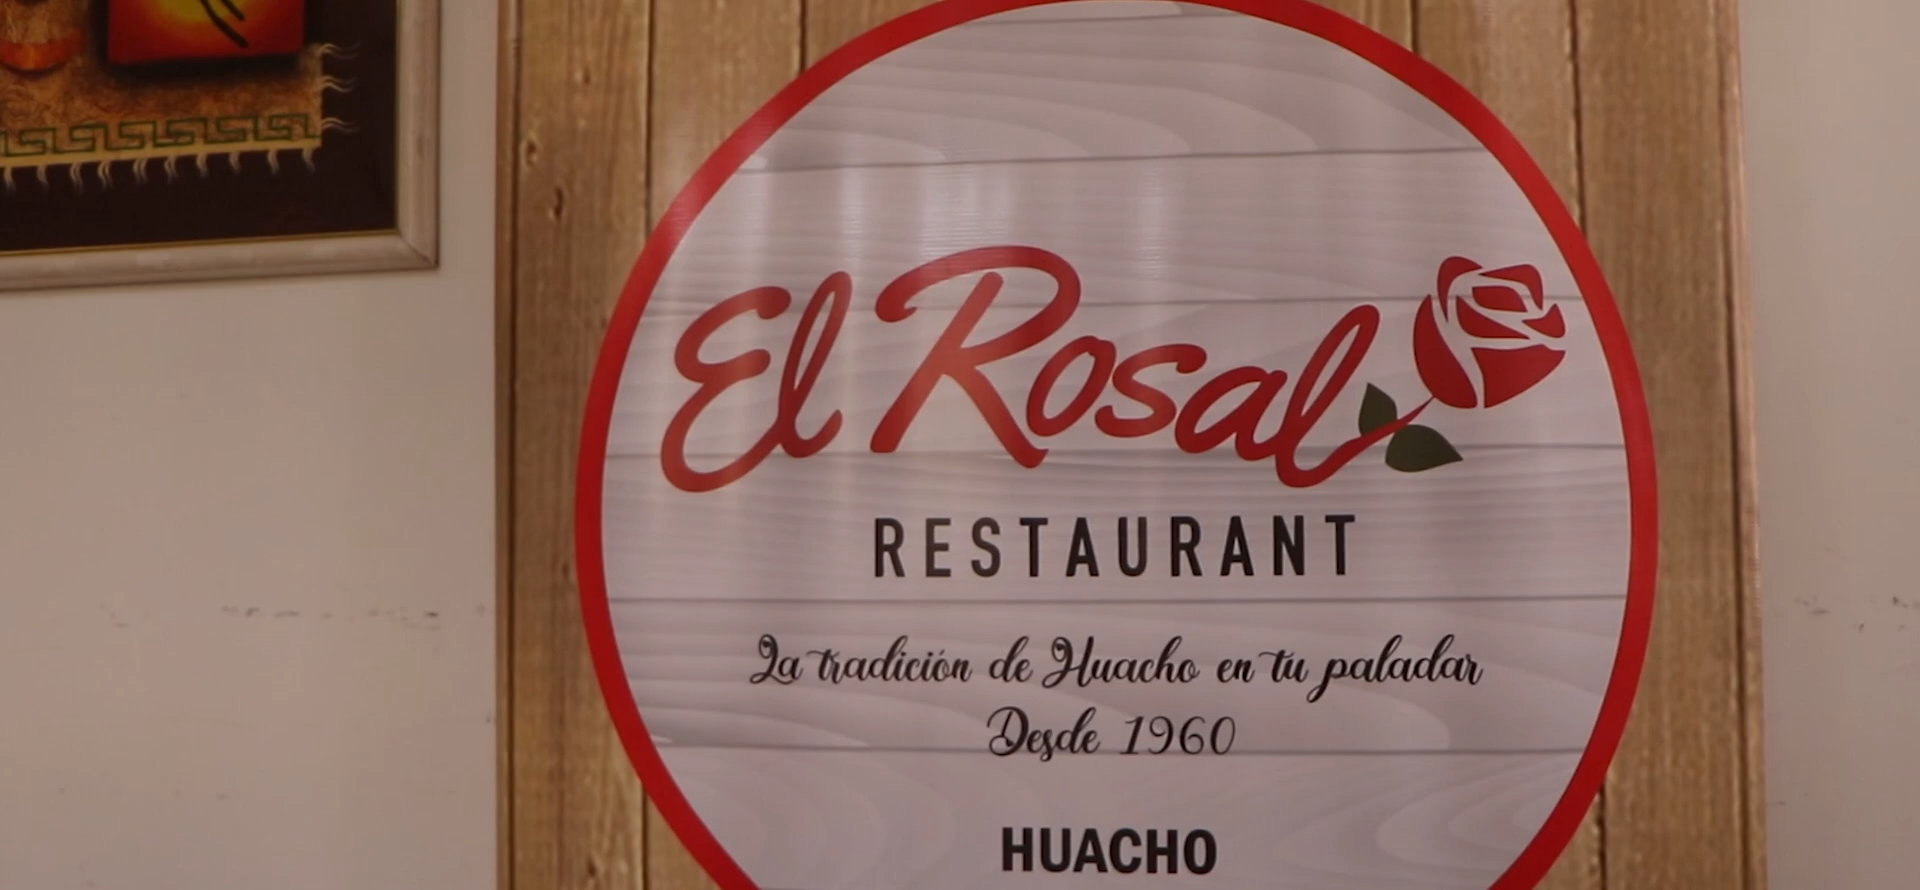 El Rosal
RESTAURANT
La tradición de Huacho en tu paladar
Desde 1960
HUACHO